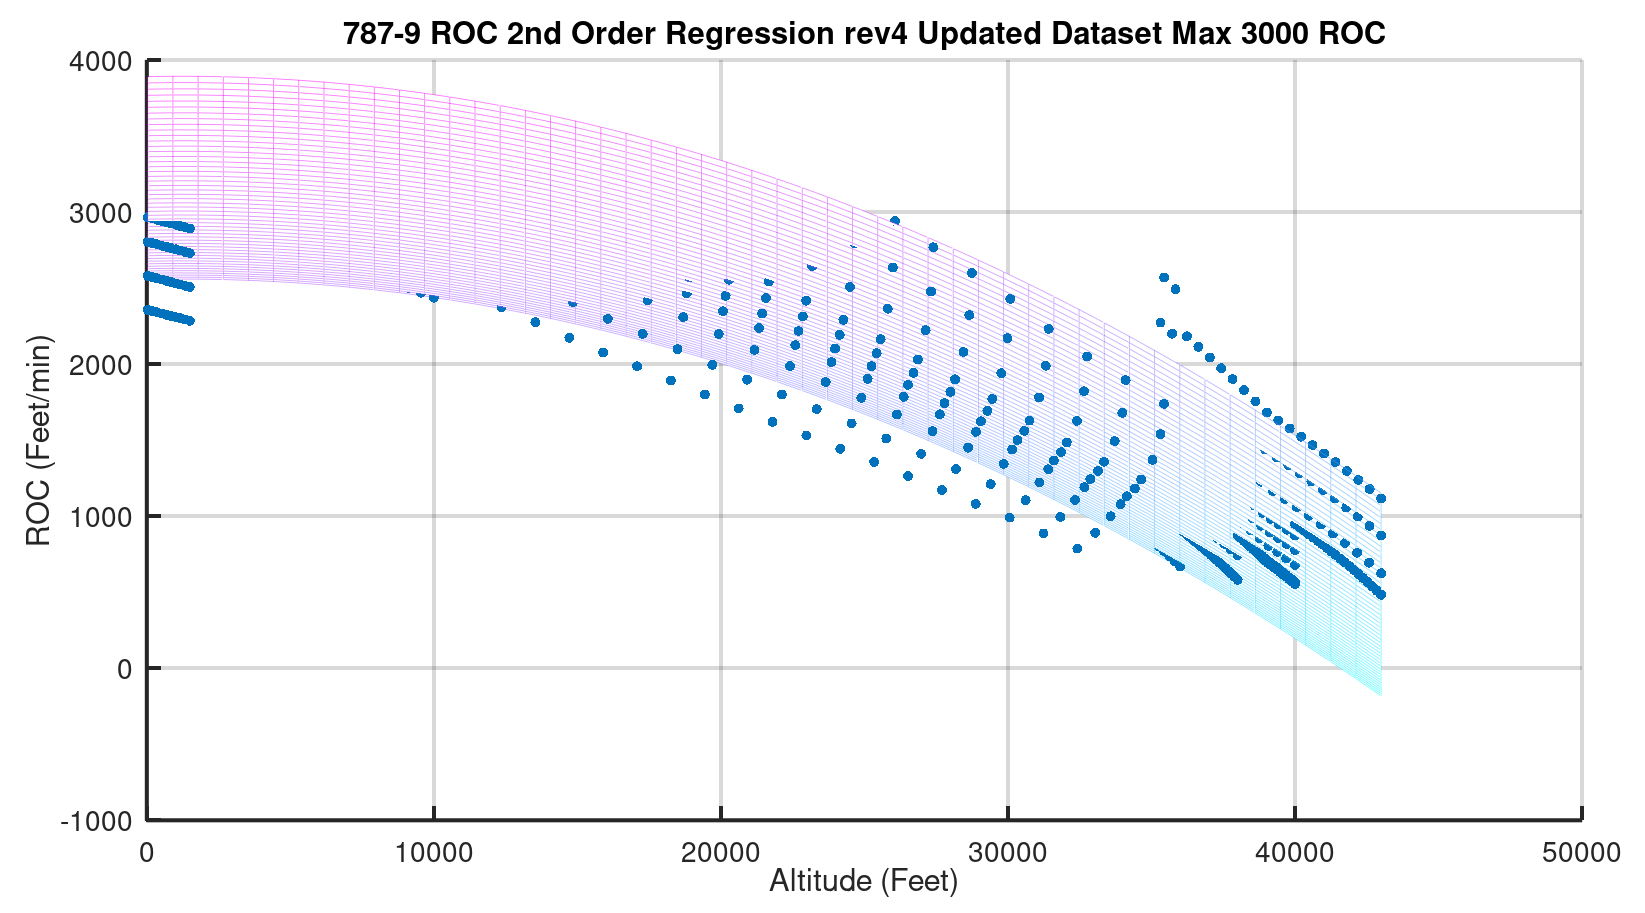 787-9 ROC 2nd Order Regression rev4 Updated Dataset Max 3000 ROC
4000
3000
2000
1000
0
-1000
ROC (Feet/min)
0 10000 20000 30000 40000 50000
Altitude (Feet)